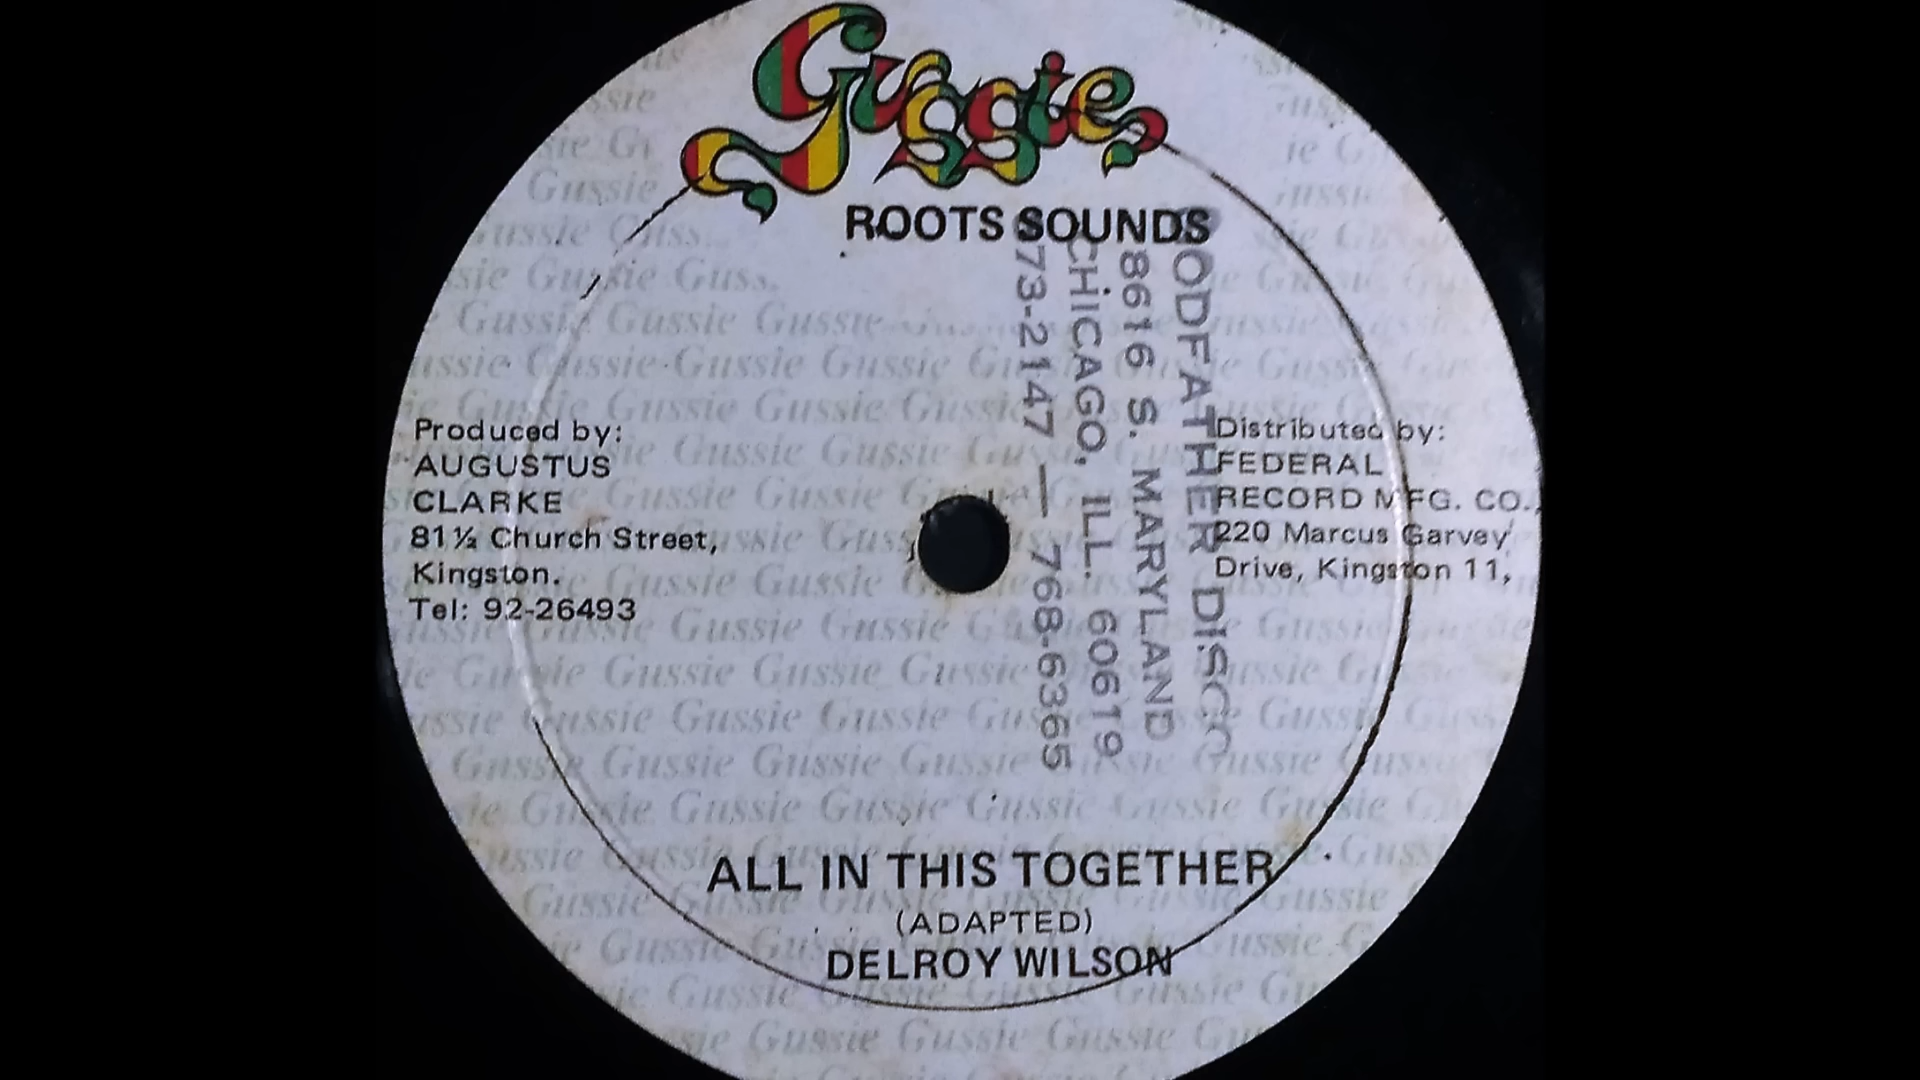 Gussie
ROOTS SOUNDS
Produced by:
AUGUSTUS
CLARKE
81½ Church Street,
Kingston.
Tel: 92-26493
Distributed by:
FEDERAL
RECORD MFG. CO.,
220 Marcus Garvey
Drive, Kingston 11,
DISCO
8616 S. MARYLAND
CHICAGO, ILL. 60619
73-2147 — 768-6365
ALL IN THIS TOGETHER
(ADAPTED)
DELROY WILSON